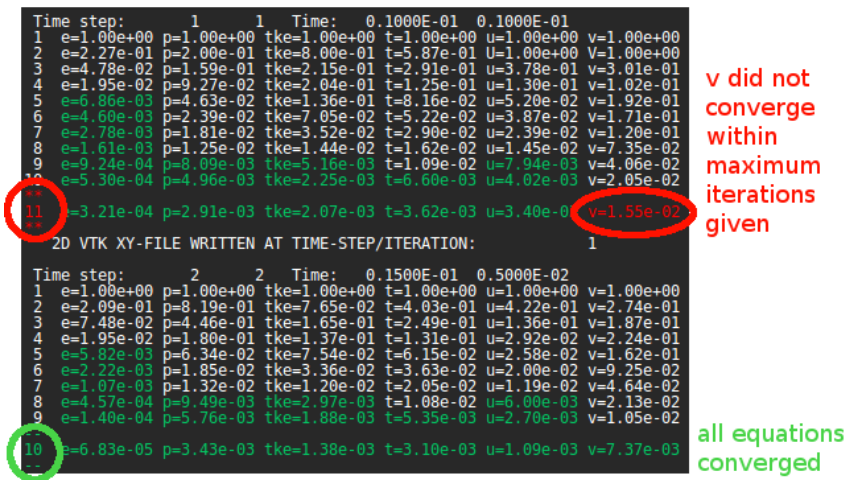 Time step: 1 1 Time: 0.1000E-01 0.1000E-01
1 e=1.00e+00 p=1.00e+00 tke=1.00e+00 t=1.00e+00 u=1.00e+00 v=1.00e+00
2 e=2.27e-01 p=2.00e-01 tke=8.00e-01 t=5.87e-01 U=1.00e+00 V=1.00e+00
3 e=4.78e-02 p=1.59e-01 tke=2.15e-01 t=2.91e-01 u=3.78e-01 v=3.01e-01
4 e=1.95e-02 p=9.27e-02 tke=2.04e-01 t=1.25e-01 u=1.30e-01 v=1.02e-01
5 e=6.86e-03 p=4.63e-02 tke=1.36e-01 t=8.16e-02 u=5.20e-02 v=1.92e-01
6 e=4.60e-03 p=2.39e-02 tke=7.05e-02 t=5.22e-02 u=3.87e-02 v=1.71e-01
7 e=2.78e-03 p=1.81e-02 tke=3.52e-02 t=2.90e-02 u=2.39e-02 v=1.20e-01
8 e=1.61e-03 p=1.25e-02 tke=1.44e-02 t=1.62e-02 u=1.45e-02 v=7.35e-02
9 e=9.24e-04 p=8.09e-03 tke=5.16e-03 t=1.09e-02 u=7.94e-03 v=4.06e-02
10 e=5.30e-04 p=4.96e-03 tke=2.25e-03 t=6.60e-03 u=4.02e-03 v=2.05e-02
**
11 e=3.21e-04 p=2.91e-03 tke=2.07e-03 t=3.62e-03 u=3.40e-03 v=1.55e-02
**
2D VTK XY-FILE WRITTEN AT TIME-STEP/ITERATION: 1
Time step: 2 2 Time: 0.1500E-01 0.5000E-02
1 e=1.00e+00 p=1.00e+00 tke=1.00e+00 t=1.00e+00 u=1.00e+00 v=1.00e+00
2 e=2.09e-01 p=8.19e-01 tke=7.65e-02 t=4.03e-01 u=4.22e-01 v=2.74e-01
3 e=7.48e-02 p=4.46e-01 tke=1.65e-01 t=2.49e-01 u=1.36e-01 v=1.87e-01
4 e=1.95e-02 p=1.80e-01 tke=1.37e-01 t=1.31e-01 u=2.92e-02 v=2.24e-01
5 e=5.82e-03 p=6.34e-02 tke=7.54e-02 t=6.15e-02 u=2.58e-02 v=1.62e-01
6 e=2.22e-03 p=1.85e-02 tke=3.36e-02 t=3.63e-02 u=2.00e-02 v=9.25e-02
7 e=1.07e-03 p=1.32e-02 tke=1.20e-02 t=2.05e-02 u=1.19e-02 v=4.64e-02
8 e=4.57e-04 p=9.49e-03 tke=2.97e-03 t=1.08e-02 u=6.00e-03 v=2.13e-02
9 e=1.40e-04 p=5.76e-03 tke=1.88e-03 t=5.35e-03 u=2.70e-03 v=1.05e-02
--
10 e=6.83e-05 p=3.43e-03 tke=1.38e-03 t=3.10e-03 u=1.09e-03 v=7.37e-03
--
v did not
converge
within
maximum
iterations
given
all equations
converged